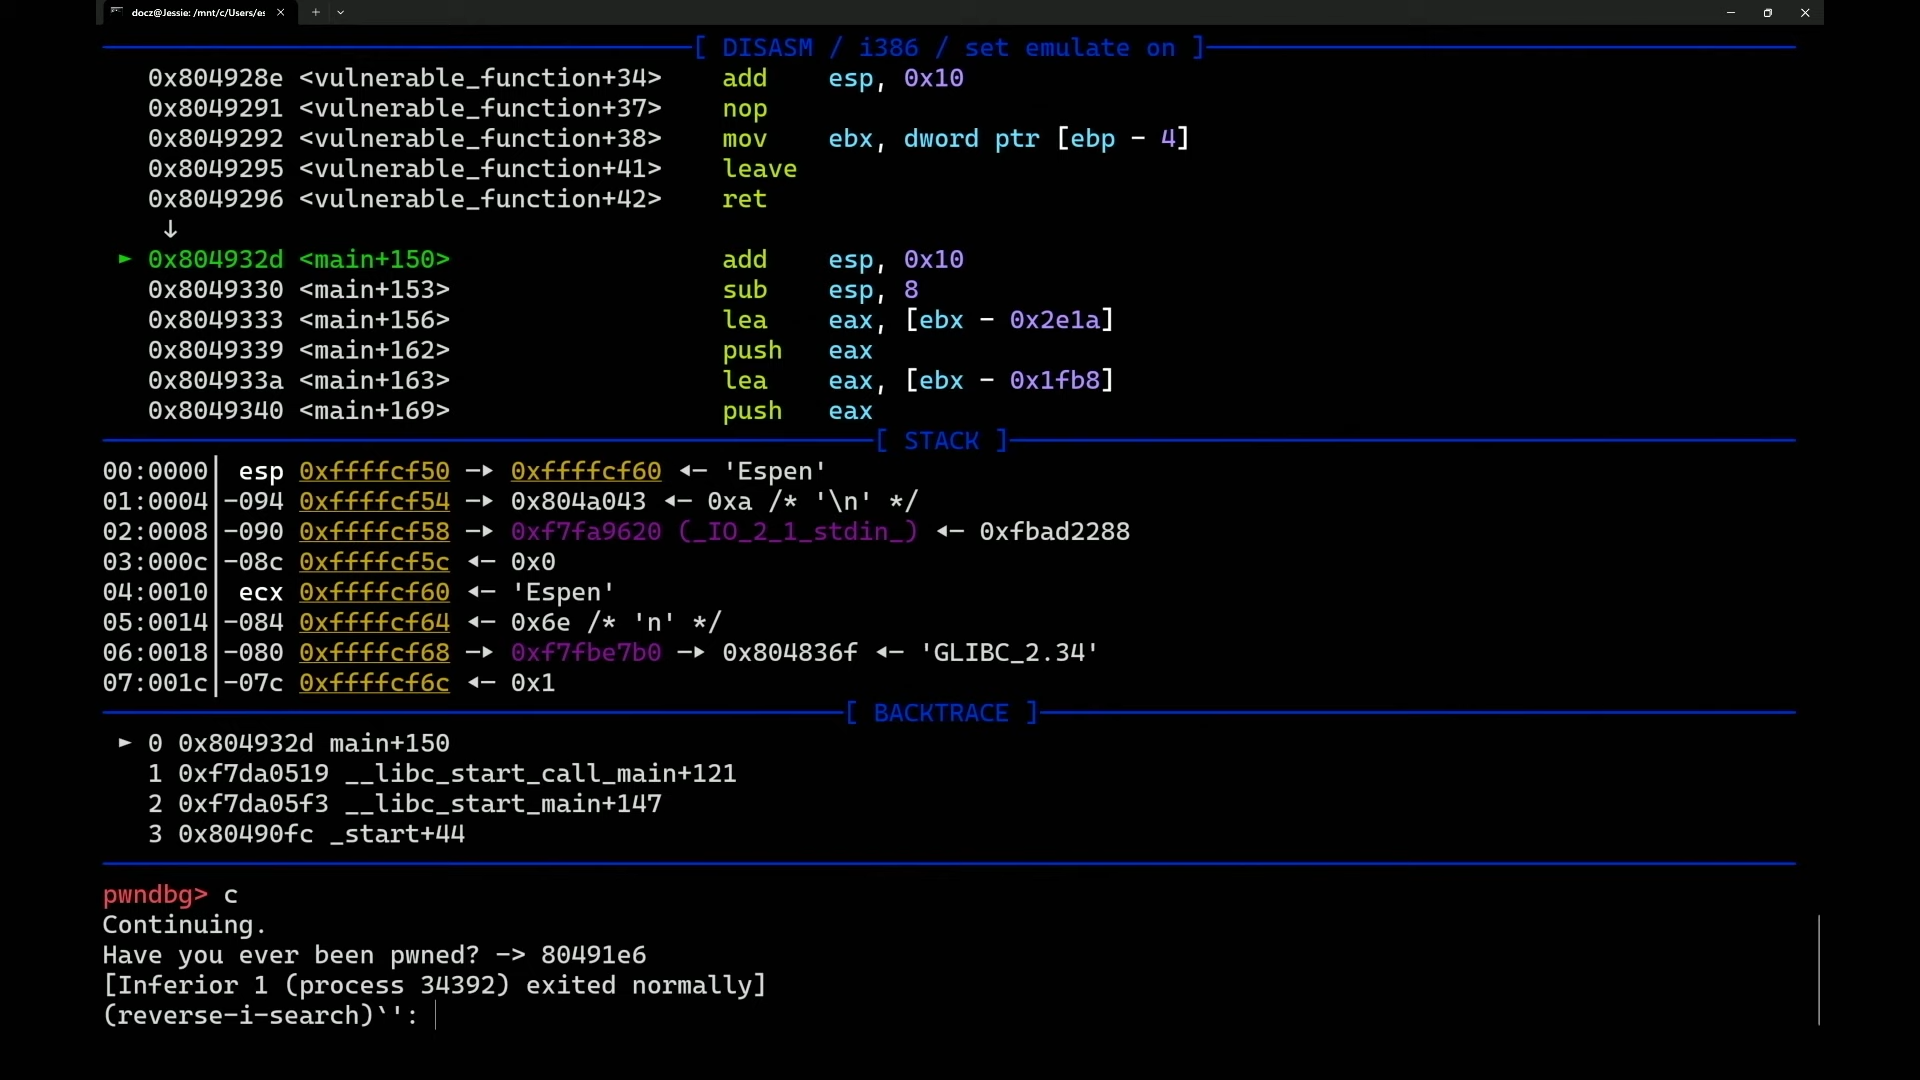 docz@Jessie: /mnt/c/Users/es
[ DISASM / i386 / set emulate on ]
0x804928e <vulnerable_function+34>    add    esp, 0x10
0x8049291 <vulnerable_function+37>    nop
0x8049292 <vulnerable_function+38>    mov    ebx, dword ptr [ebp - 4]
0x8049295 <vulnerable_function+41>    leave
0x8049296 <vulnerable_function+42>    ret
↓
► 0x804932d <main+150>                  add    esp, 0x10
0x8049330 <main+153>                  sub    esp, 8
0x8049333 <main+156>                  lea    eax, [ebx - 0x2e1a]
0x8049339 <main+162>                  push   eax
0x804933a <main+163>                  lea    eax, [ebx - 0x1fb8]
0x8049340 <main+169>                  push   eax
[ STACK ]
00:0000│ esp 0xffffcf50 —▸ 0xffffcf60 ◂— 'Espen'
01:0004│-094 0xffffcf54 —▸ 0x804a043 ◂— 0xa /* '\n' */
02:0008│-090 0xffffcf58 —▸ 0xf7fa9620 (_IO_2_1_stdin_) ◂— 0xfbad2288
03:000c│-08c 0xffffcf5c ◂— 0x0
04:0010│ ecx 0xffffcf60 ◂— 'Espen'
05:0014│-084 0xffffcf64 ◂— 0x6e /* 'n' */
06:0018│-080 0xffffcf68 —▸ 0xf7fbe7b0 —▸ 0x804836f ◂— 'GLIBC_2.34'
07:001c│-07c 0xffffcf6c ◂— 0x1
[ BACKTRACE ]
► 0 0x804932d main+150
1 0xf7da0519 __libc_start_call_main+121
2 0xf7da05f3 __libc_start_main+147
3 0x80490fc _start+44
pwndbg> c
Continuing.
Have you ever been pwned? -> 80491e6
[Inferior 1 (process 34392) exited normally]
(reverse-i-search)`':